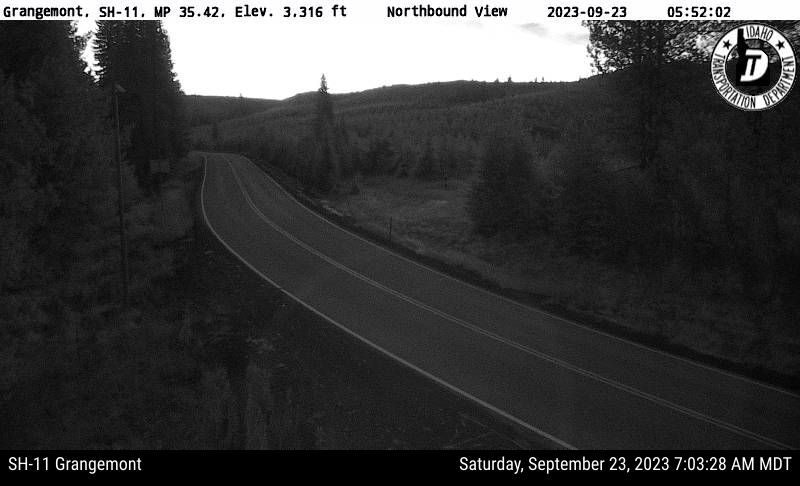 Grangemont, SH-11, MP 35.42, Elev. 3,316 ft Northbound View 2023-09-23 05:52:02
IDAHO
TRANSPORTATION DEPARTMENT
SH-11 Grangemont Saturday, September 23, 2023 7:03:28 AM MDT